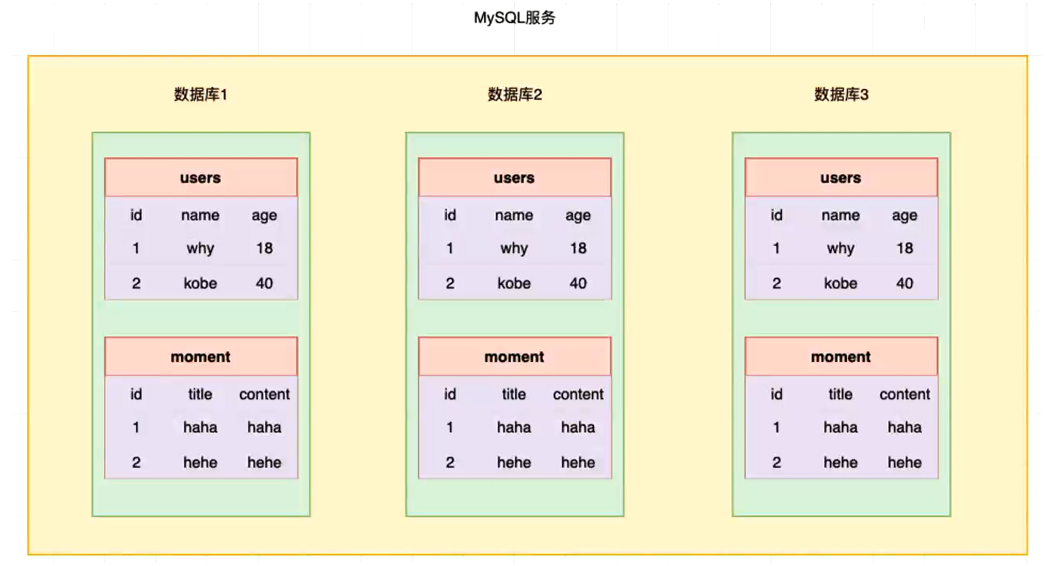 MySQL服务
数据库1
users
id name age
1 why 18
2 kobe 40
moment
id title content
1 haha haha
2 hehe hehe
数据库2
users
id name age
1 why 18
2 kobe 40
moment
id title content
1 haha haha
2 hehe hehe
数据库3
users
id name age
1 why 18
2 kobe 40
moment
id title content
1 haha haha
2 hehe hehe